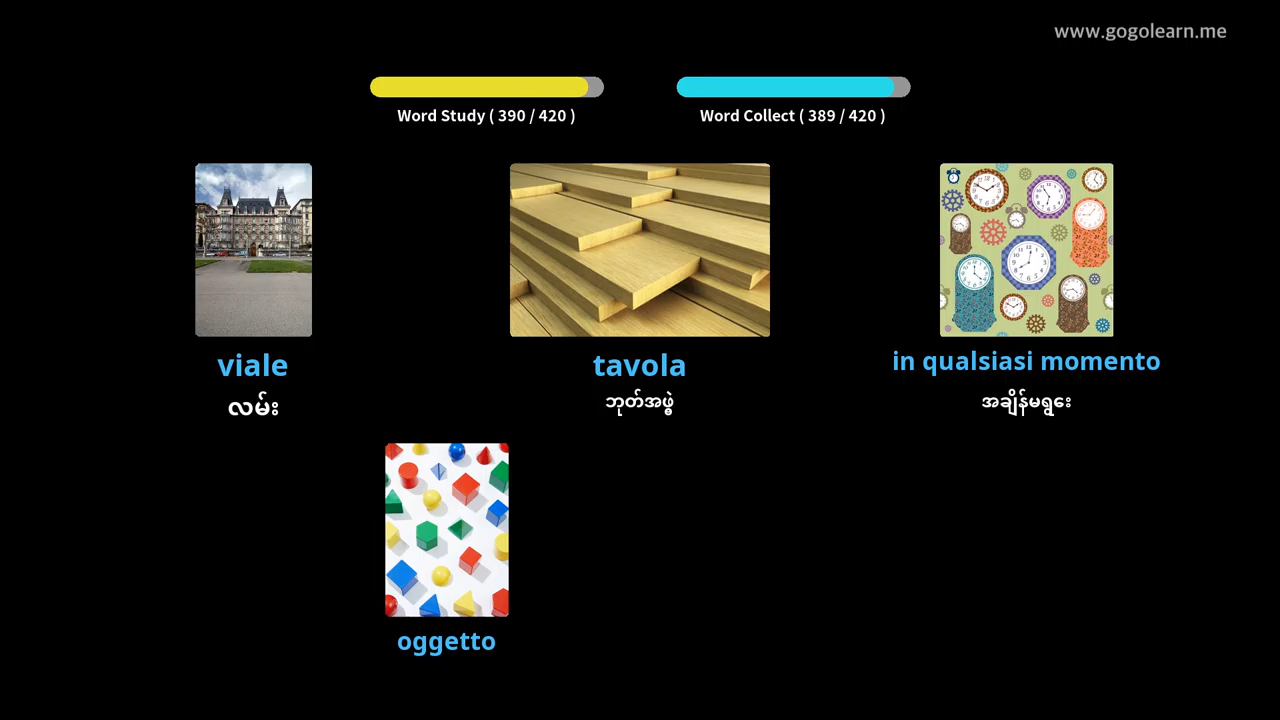 www.gogolearn.me
Word Study ( 390 / 420 )
Word Collect ( 389 / 420 )
viale
လမ်း
tavola
ဘုတ်အဖွဲ့
in qualsiasi momento
အချိန်မရွေး
oggetto